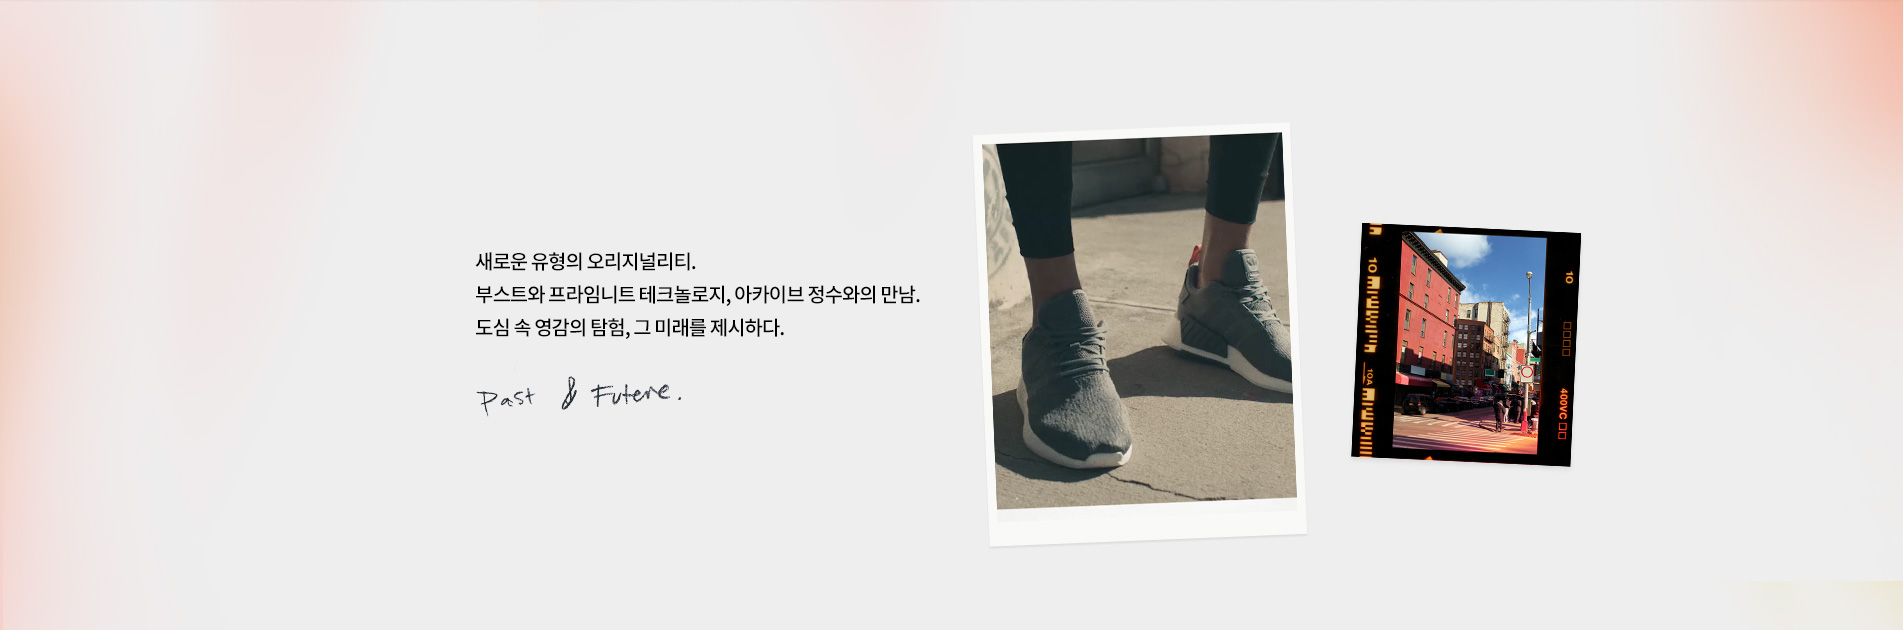 새로운 유형의 오리지널리티.
부스트와 프라임니트 테크놀로지, 아카이브 정수와의 만남.
도심 속 영감의 탐험, 그 미래를 제시하다.
Past & Future.
10
10A
10
400VC